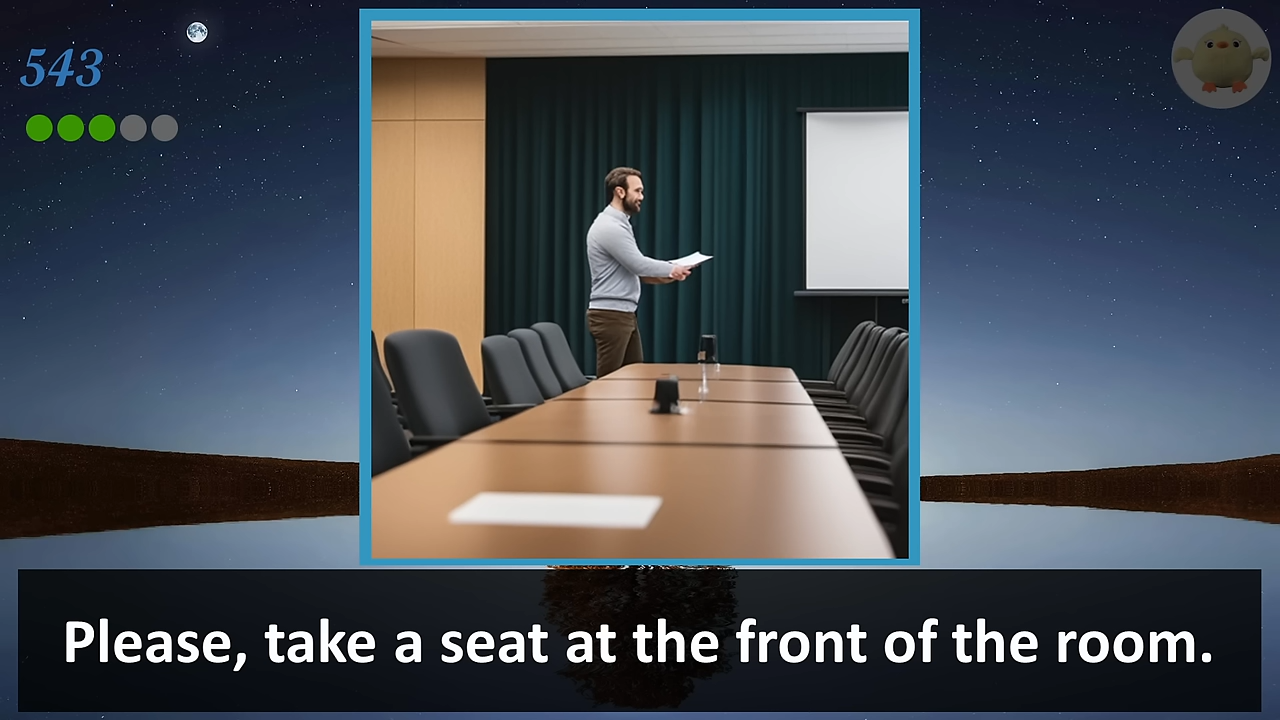 543
Please, take a seat at the front of the room.